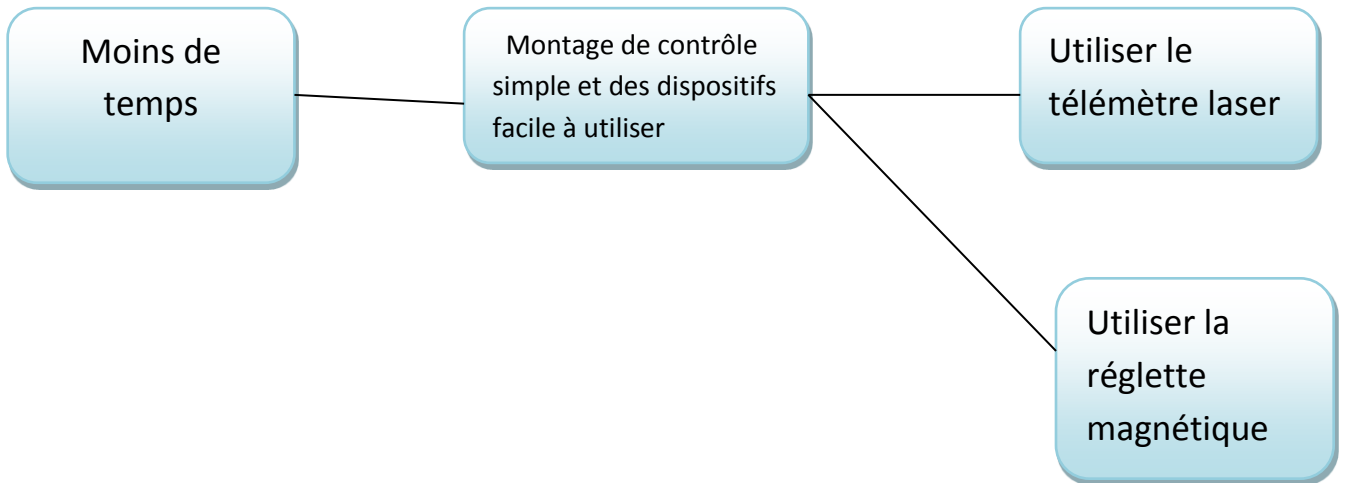 Moins de
temps
Montage de contrôle
simple et des dispositifs
facile à utiliser
Utiliser le
télémètre laser
Utiliser la
réglette
magnétique